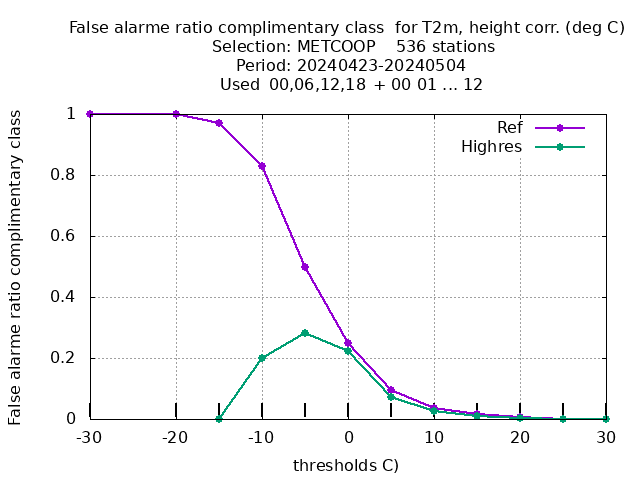 False alarme ratio complimentary class  for T2m, height corr. (deg C)
Selection: METCOOP    536 stations
Period: 20240423-20240504
Used  00,06,12,18  + 00 01 ... 12
False alarme ratio complimentary class
1
0.8
0.6
0.4
0.2
0
Ref
Highres
-30 -20 -10 0 10 20 30
thresholds C)